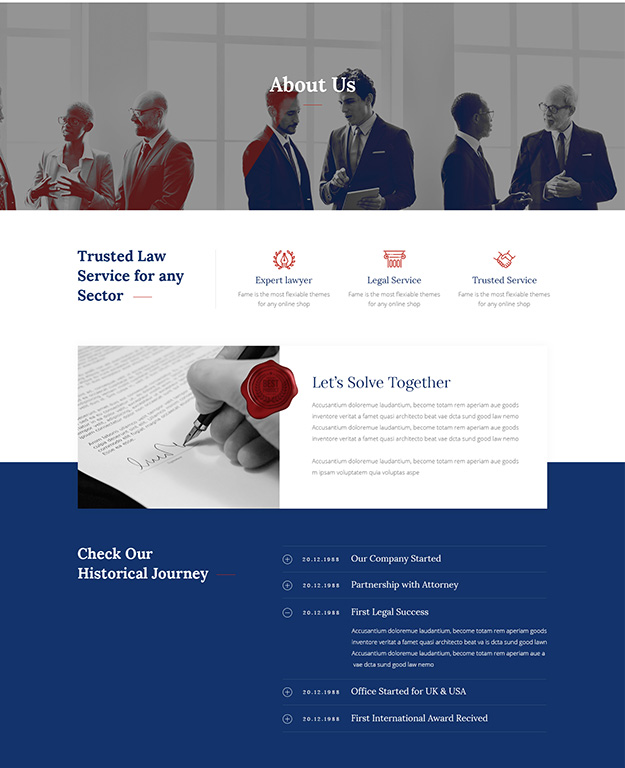 About Us
Trusted Law
Service for any
Sector
Expert lawyer
Fame is the most flexiable themes
for any online shop
Legal Service
Fame is the most flexiable themes
for any online shop
Trusted Service
Fame is the most flexiable themes
for any online shop
BEST
Let's Solve Together
Accusantium doloremue laudantium, becorne totam rem aperiam aue goods
inventore veritat a famet quasi architecto beat vae dcta sund good law nemo
Accusantium doloremue laudantium, becorne totam rem aperiam aue goods
inventore veritat a famet quasi architecto beat vae dcta sund good law nemo
Accusantium doloremue laudantium, becorne totam rem aperiam aue goods
m ipsam voluptatem quia voluptas aspe
Check Our
Historical Journey
20.12.1988 Our Company Started
20.12.1988 Partnership with Attorney
20.12.1988 First Legal Success
Accusantium doloremue laudantium, becorne totam rem aperiam goods
inventore veritat a famet quasi architecto beat va is dcta sund good lawn
Accusantium doloremue laudantium, becorne totam rem aperiam aue a
vae dcta sund good law nemo
20.12.1988 Office Started for UK & USA
20.12.1988 First International Award Recived